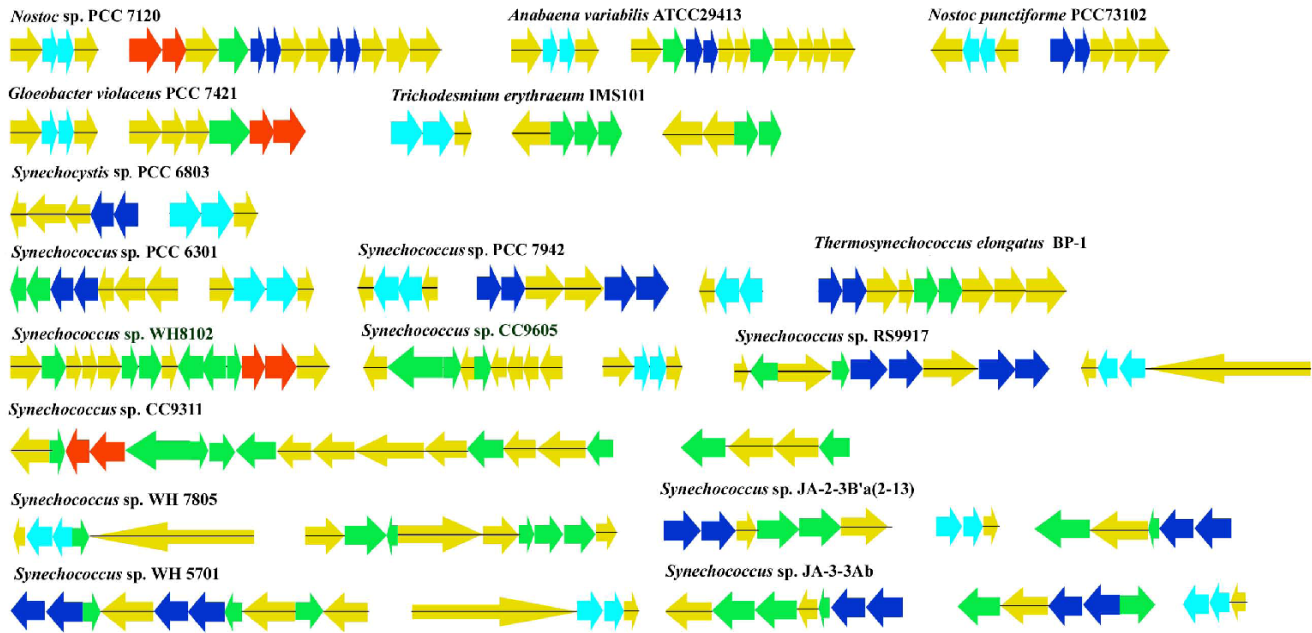 Nostoc sp. PCC 7120
Anabaena variabilis ATCC29413
Nostoc punctiforme PCC73102
Gloeobacter violaceus PCC 7421
Trichodesmium erythraeum IMS101
Synechocystis sp. PCC 6803
Synechococcus sp. PCC 6301
Synechococcus sp. PCC 7942
Thermosynechococcus elongatus BP-1
Synechococcus sp. WH8102
Synechococcus sp. CC9605
Synechococcus sp. RS9917
Synechococcus sp. CC9311
Synechococcus sp. WH 7805
Synechococcus sp. JA-2-3B'a(2-13)
Synechococcus sp. WH 5701
Synechococcus sp. JA-3-3Ab